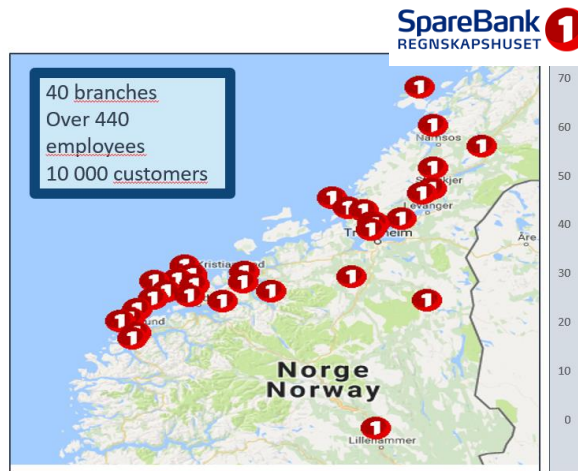 SpareBank 1
REGNSKAPSHUSET
40 branches
Over 440
employees
10 000 customers
70
60
50
40
30
20
10
0
Namsos
Levanger
Åre
Norge
Norway
Lillehammer